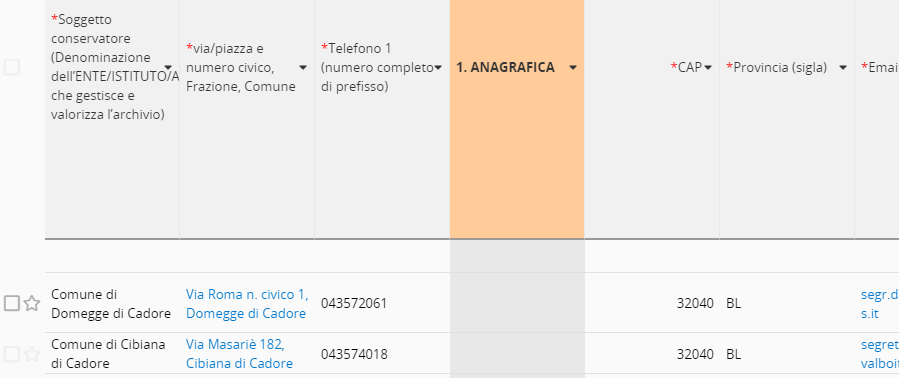 *Soggetto
conservatore
(Denominazione
dell'ENTE/ISTITUTO/A
che gestisce e
valorizza l'archivio)
*via/piazza e
numero civico,
Frazione, Comune
*Telefono 1
(numero completo
di prefisso)
1. ANAGRAFICA
*CAP
*Provincia (sigla)
*Emai
Comune di
Domegge di Cadore
Via Roma n. civico 1,
Domegge di Cadore
043572061
32040
BL
segr.d
s.it
Comune di Cibiana
di Cadore
Via Masariè 182,
Cibiana di Cadore
043574018
32040
BL
segret
valboit